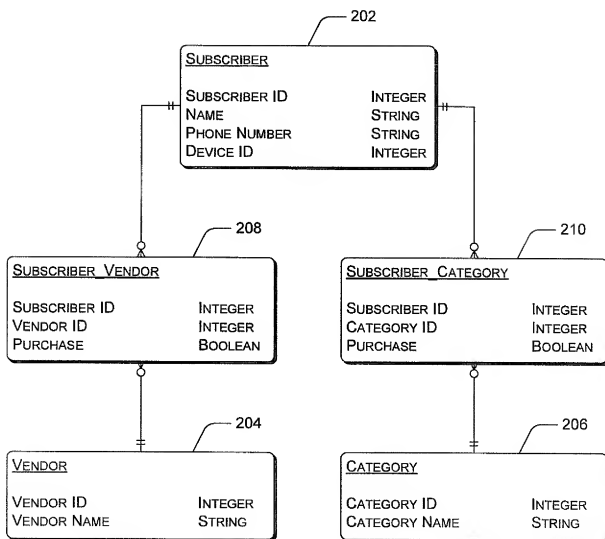 202
SUBSCRIBER
SUBSCRIBER ID INTEGER
NAME STRING
PHONE NUMBER STRING
DEVICE ID INTEGER
208
SUBSCRIBER_VENDOR
SUBSCRIBER ID INTEGER
VENDOR ID INTEGER
PURCHASE BOOLEAN
210
SUBSCRIBER_CATEGORY
SUBSCRIBER ID INTEGER
CATEGORY ID INTEGER
PURCHASE BOOLEAN
204
VENDOR
VENDOR ID INTEGER
VENDOR NAME STRING
206
CATEGORY
CATEGORY ID INTEGER
CATEGORY NAME STRING